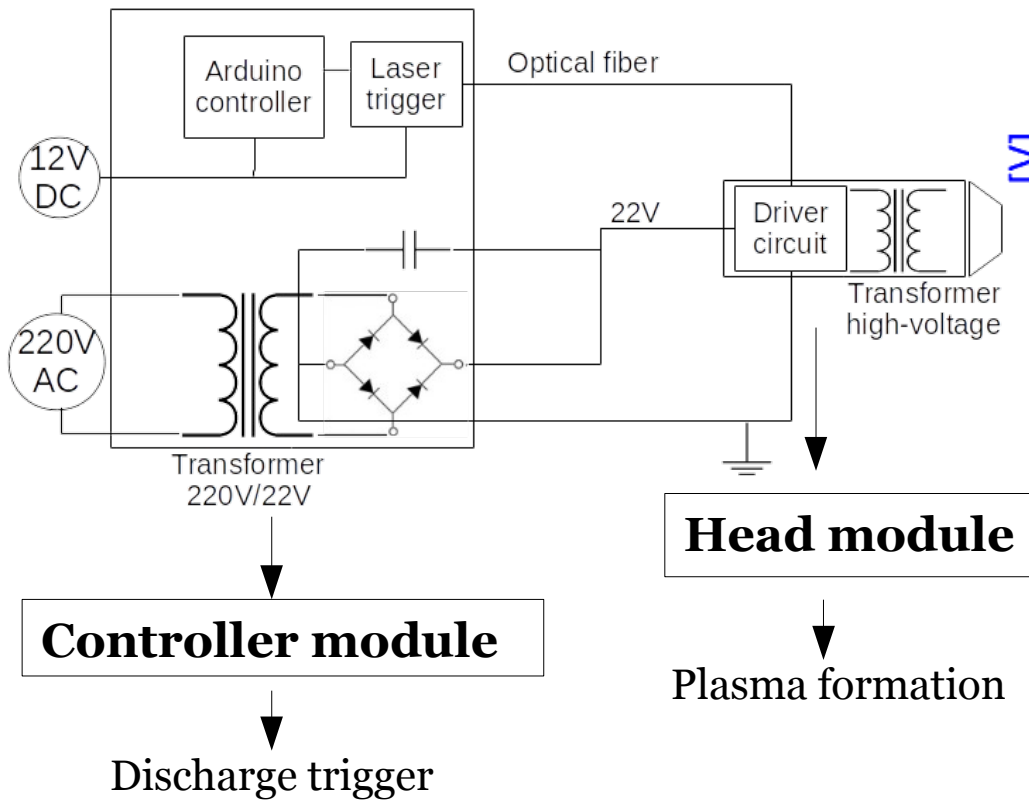 Arduino
controller
Laser
trigger
Optical fiber
12V
DC
[V]
22V
Driver
circuit
Transformer
high-voltage
220V
AC
Transformer
220V/22V
Head module
Controller module
Plasma formation
Discharge trigger